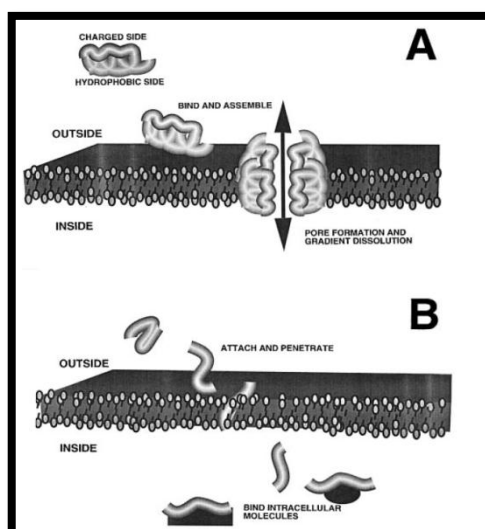 A
CHARGED SIDE
HYDROPHOBIC SIDE
BIND AND ASSEMBLE
OUTSIDE
INSIDE
PORE FORMATION AND
GRADIENT DISSOLUTION
B
OUTSIDE
ATTACH AND PENETRATE
INSIDE
BIND INTRACELLULAR
MOLECULES